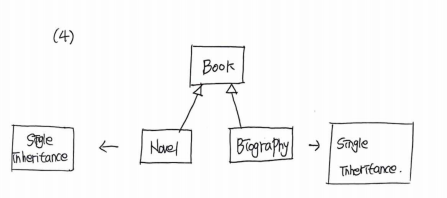 (4)
Book
Single
Inheritance
Novel
Biography
Single
Inheritance.